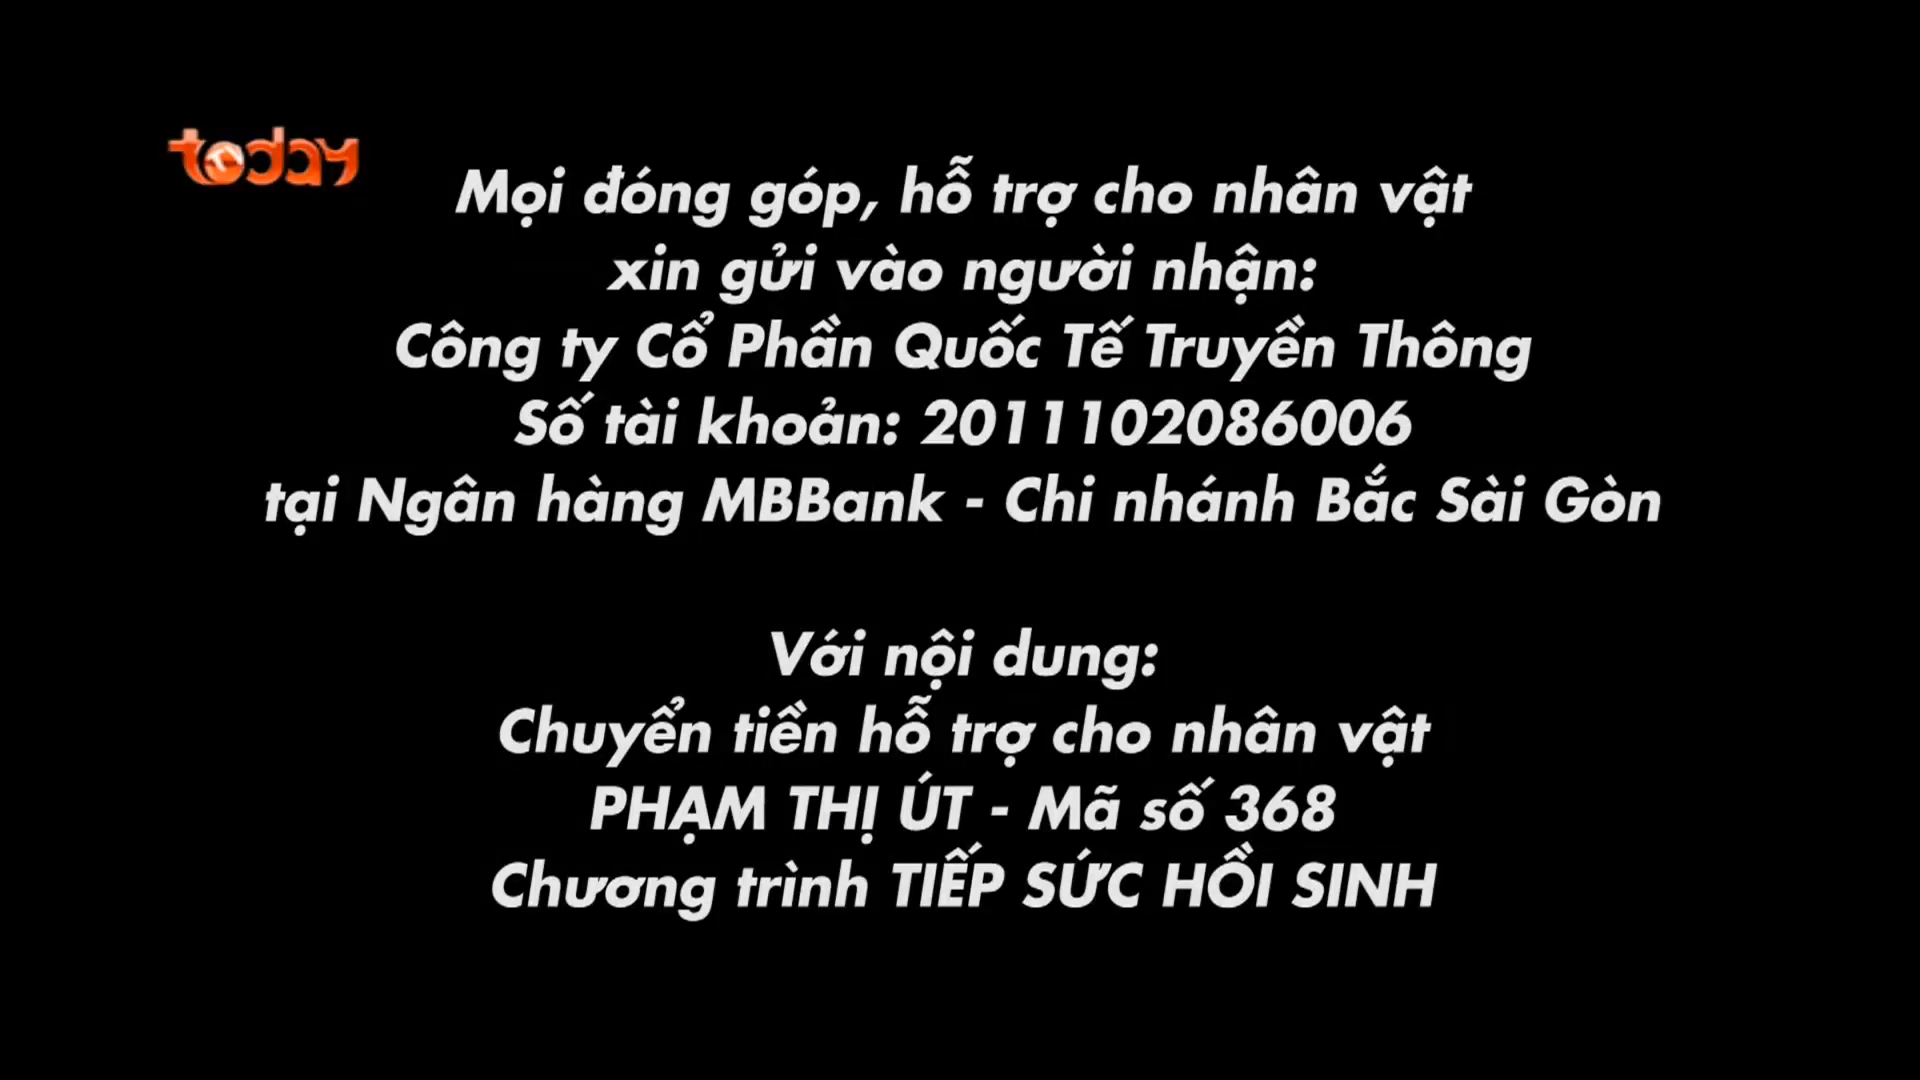 today
Mọi đóng góp, hỗ trợ cho nhân vật
xin gửi vào người nhận:
Công ty Cổ Phần Quốc Tế Truyền Thông
Số tài khoản: 2011102086006
tại Ngân hàng MBBank - Chi nhánh Bắc Sài Gòn
Với nội dung:
Chuyển tiền hỗ trợ cho nhân vật
PHẠM THỊ ÚT - Mã số 368
Chương trình TIẾP SỨC HỒI SINH